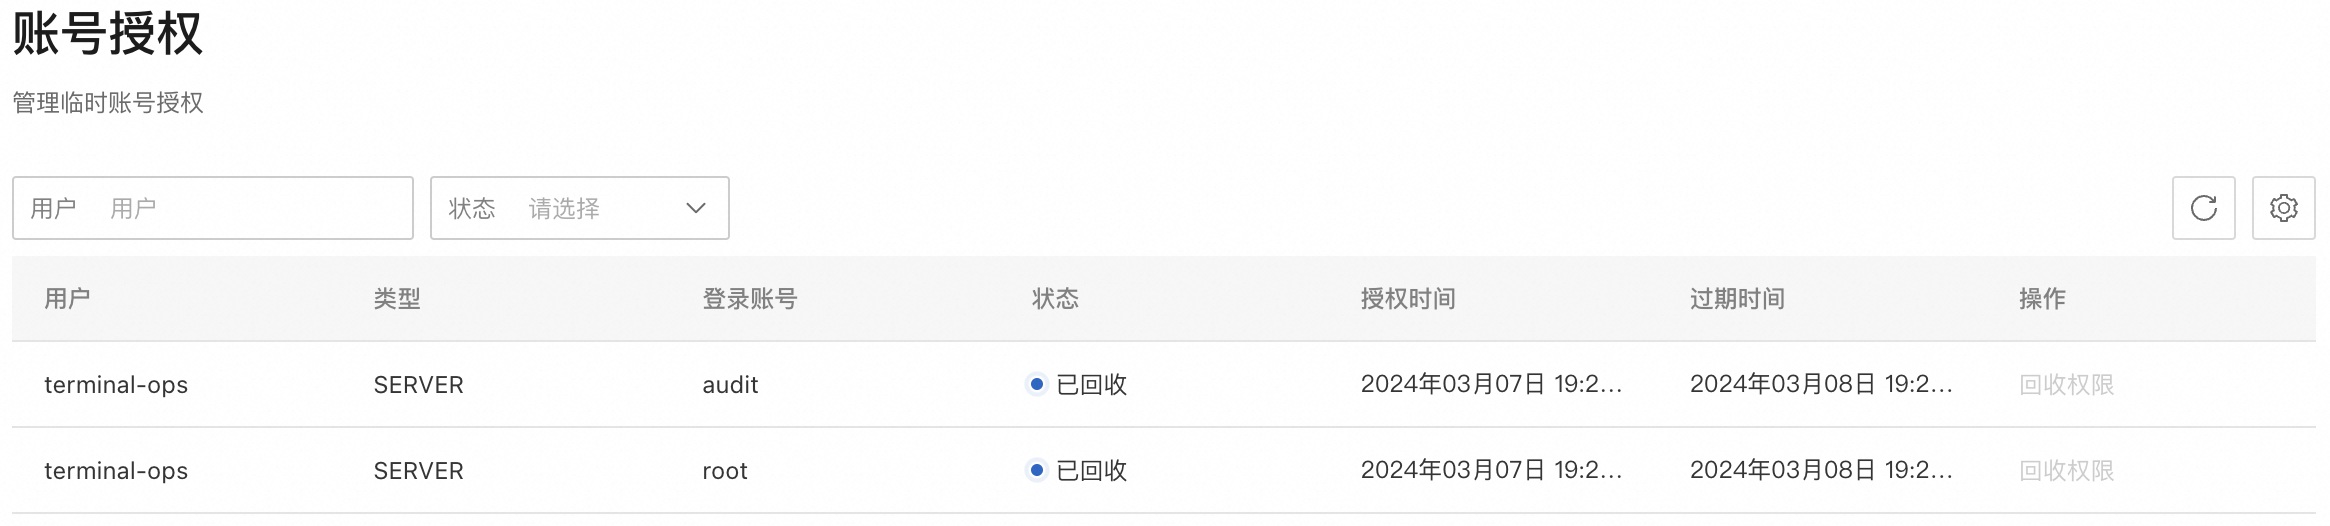 账号授权
管理临时账号授权
用户 用户 状态 请选择
用户 类型 登录账号 状态 授权时间 过期时间 操作
terminal-ops SERVER audit 已回收 2024年03月07日 19:2... 2024年03月08日 19:2... 回收权限
terminal-ops SERVER root 已回收 2024年03月07日 19:2... 2024年03月08日 19:2... 回收权限